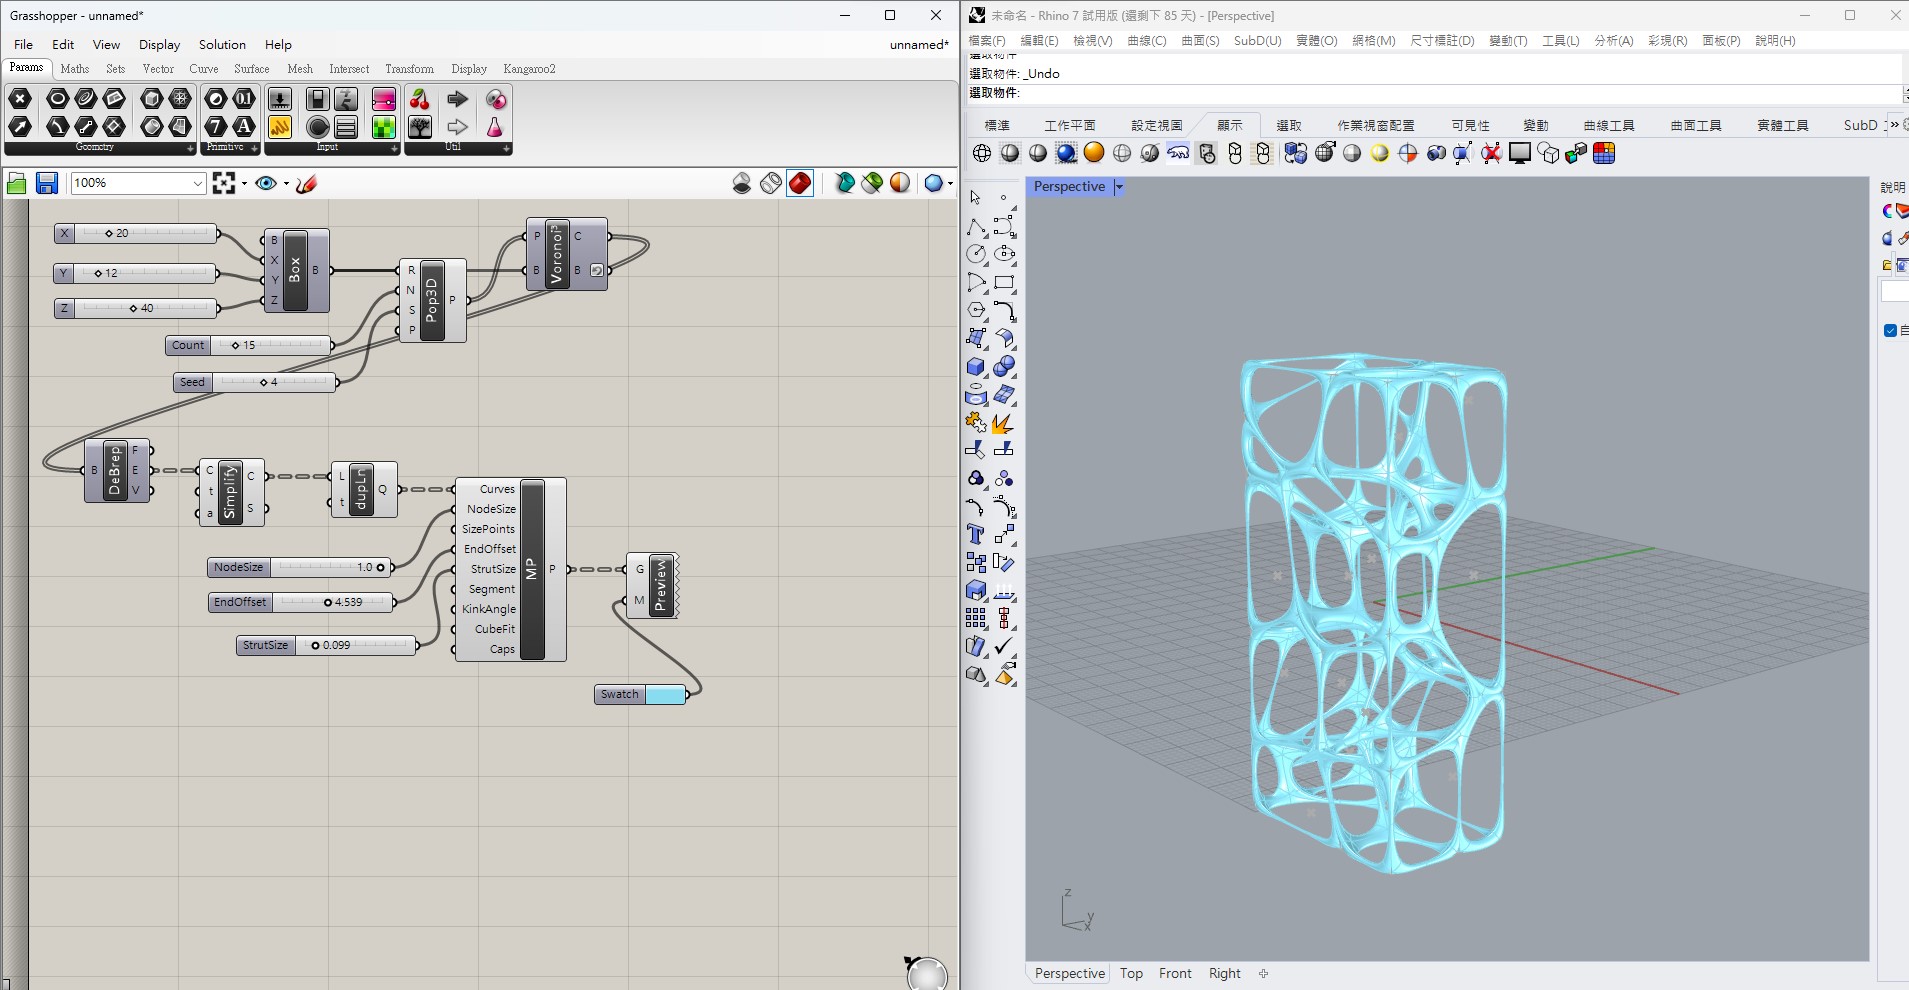 Grasshopper - unnamed*
File Edit View Display Solution Help unnamed*
Params Maths Sets Vector Curve Surface Mesh Intersect Transform Display Kangaroo2
0.1
7 A
Geometry Primitive Input Util
100%
X 20
Y 12
Z 40
B X Y Z Box B
Count 15
Seed 4
R N S P Pop3D P
P B Voronoi³ C B
B DeBrep F E V
C t a Simplify C S
L t dupLn Q
Curves
NodeSize
SizePoints
EndOffset
StrutSize
Segment
KinkAngle
CubeFit
Caps
MP
P
NodeSize 1.0
EndOffset 4.539
StrutSize 0.099
G M Preview
Swatch
未命名 - Rhino 7 試用版 (還剩下 85 天) - [Perspective]
檔案(F) 編輯(E) 檢視(V) 曲線(C) 曲面(S) SubD(U) 實體(O) 網格(M) 尺寸標註(D) 變動(T) 工具(L) 分析(A) 彩現(R) 面板(P) 說明(H)
選取物件
選取物件: _Undo
選取物件:
標準 工作平面 設定視圖 顯示 選取 作業視窗配置 可見性 變動 曲線工具 曲面工具 實體工具 SubD
Perspective
說明
自
z
y
x
Perspective Top Front Right